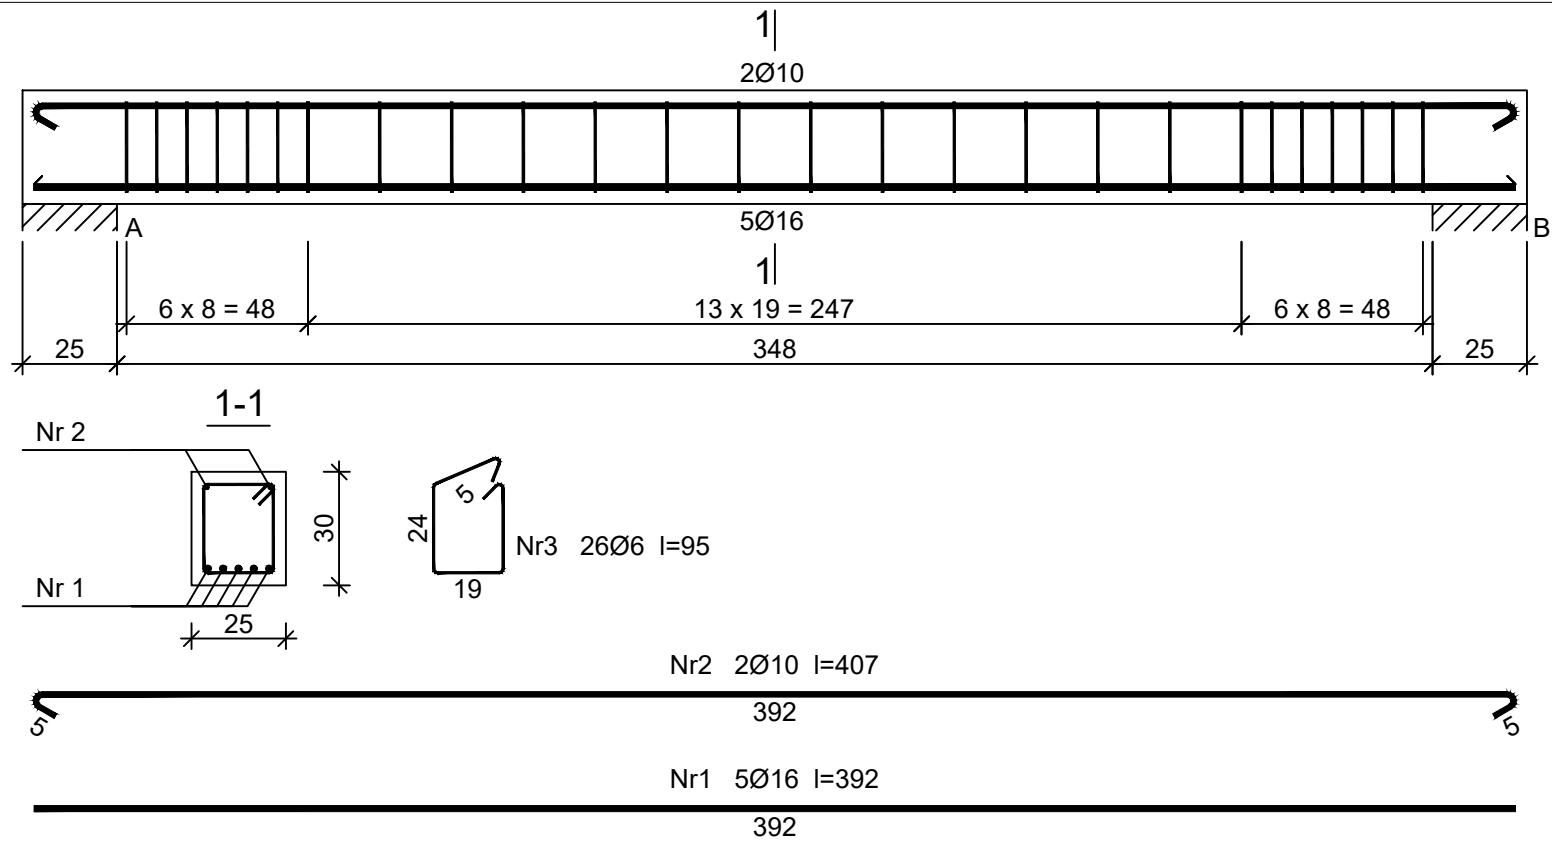 1
2Ø10
A
B
5Ø16
1
6 x 8 = 48
13 x 19 = 247
6 x 8 = 48
25
348
25
1-1
Nr 2
5
24
30
Nr3 26Ø6 l=95
Nr 1
19
25
Nr2 2Ø10 l=407
392
5
5
Nr1 5Ø16 l=392
392